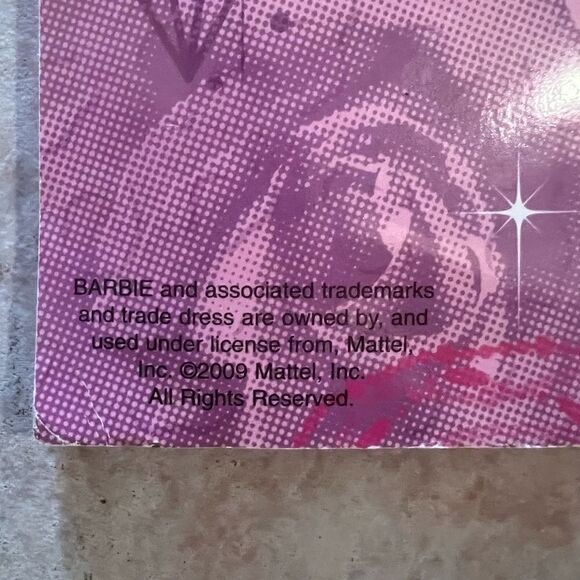 BARBIE and associated trademarks
and trade dress are owned by, and
used under license from, Mattel,
Inc. ©2009 Mattel, Inc.
All Rights Reserved.